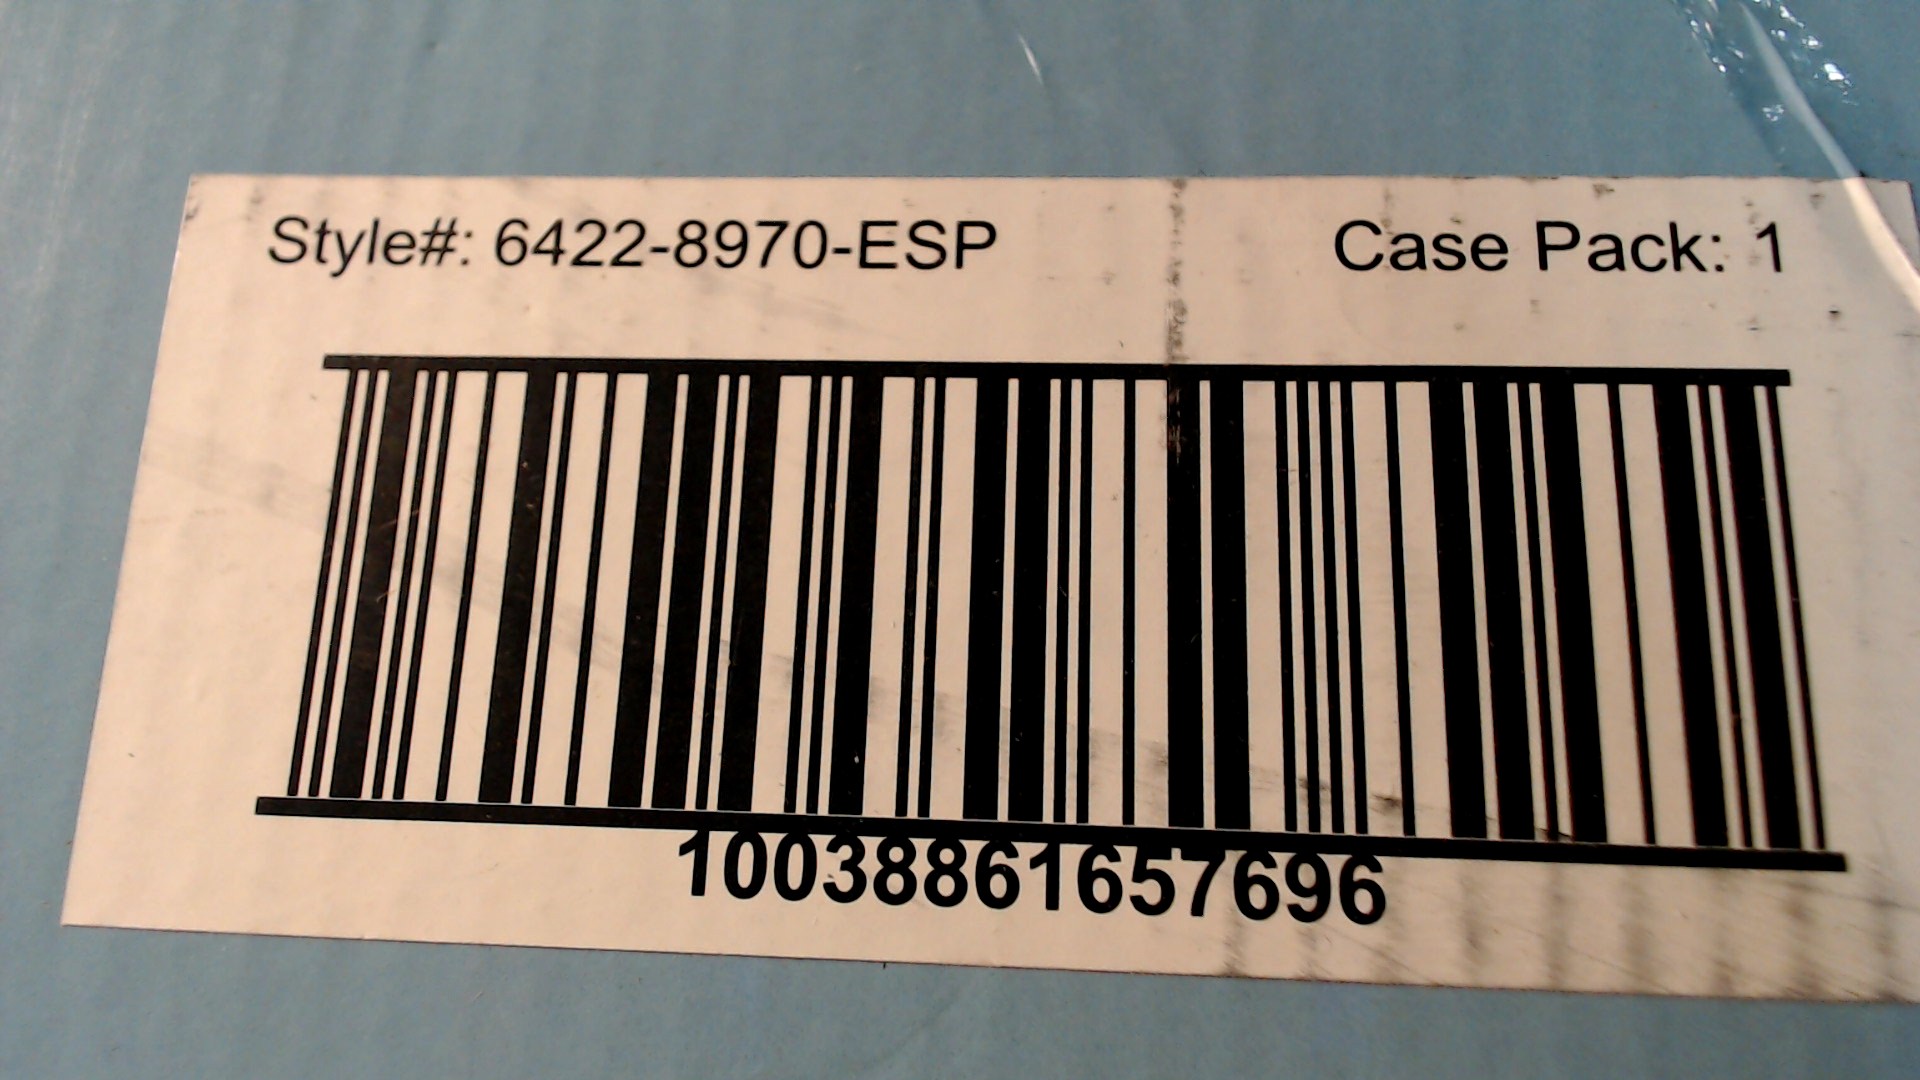 Style#: 6422-8970-ESP
Case Pack: 1
10038861657696